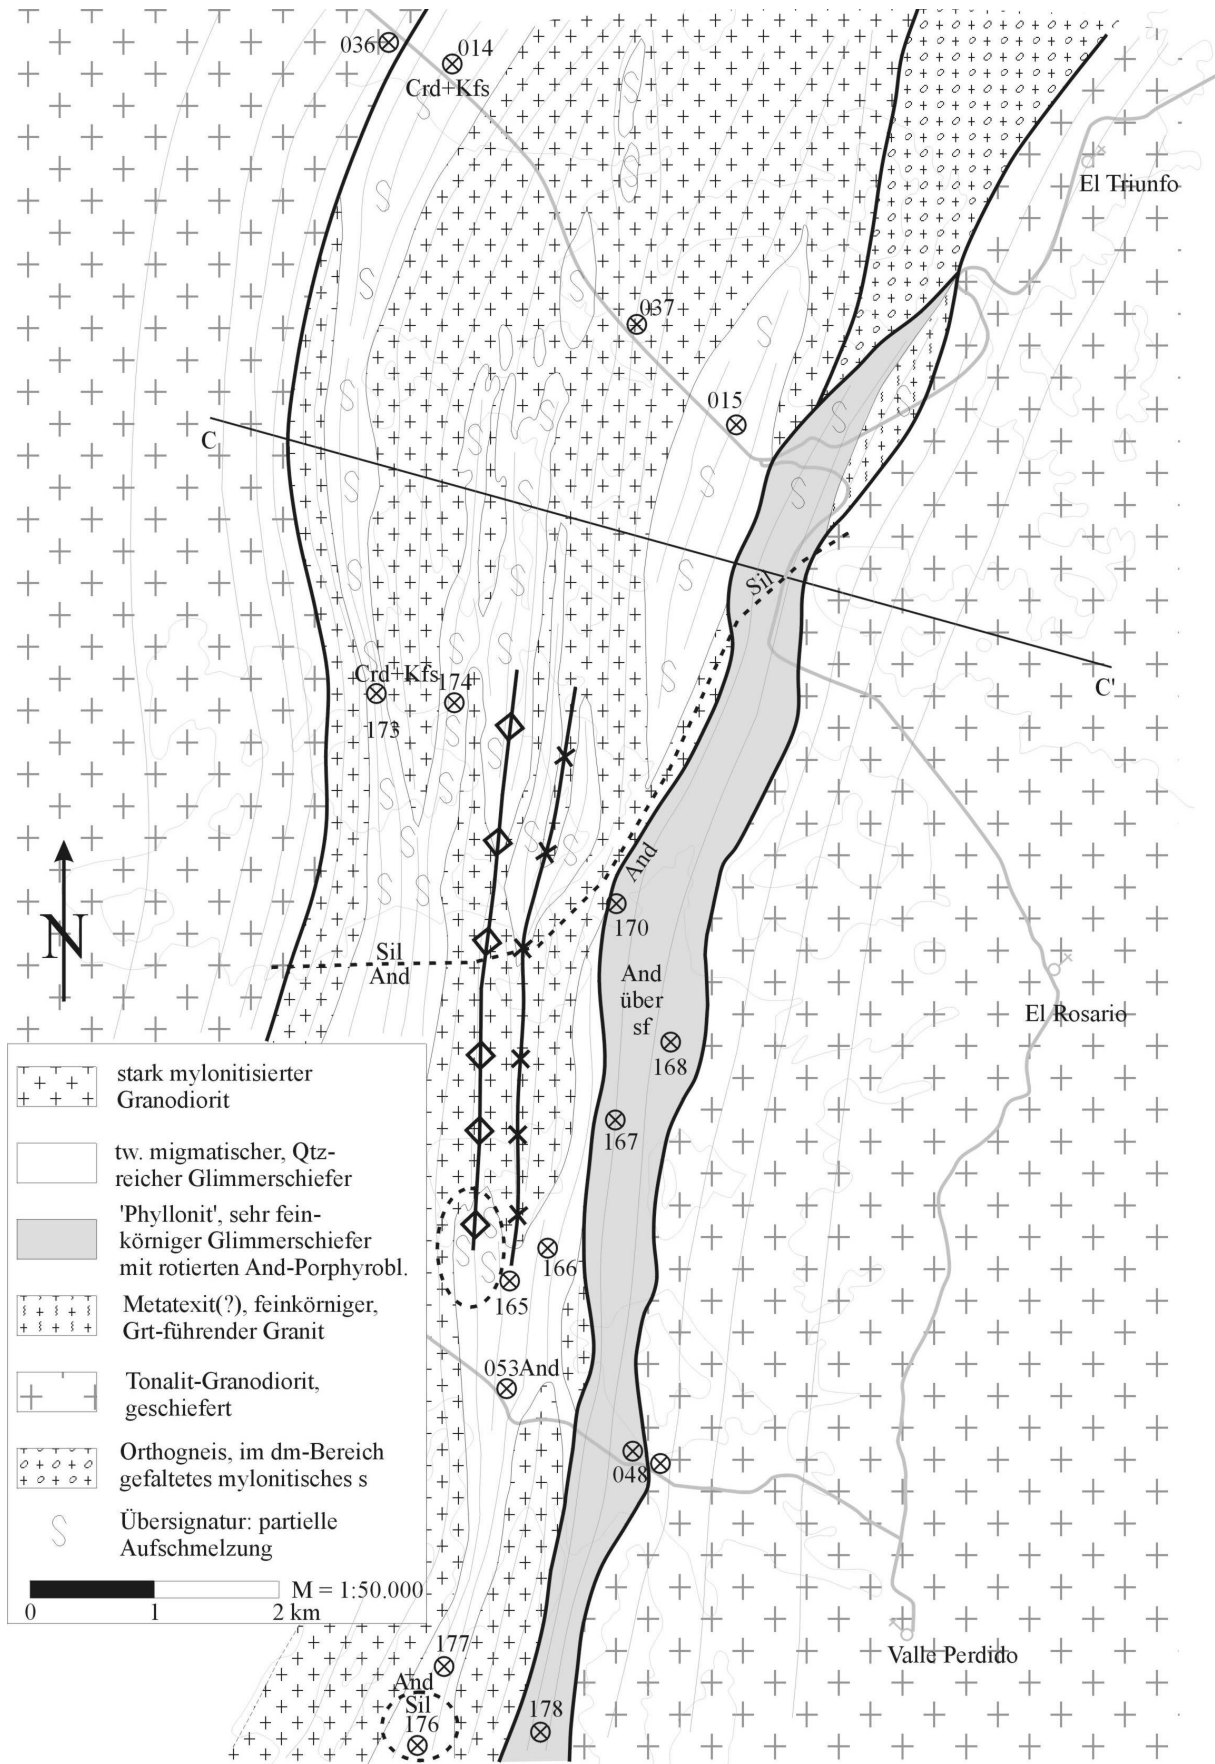 036
014
Crd+Kfs
El Triunfo
037
015
C
Sil
C'
Crd+Kfs
174
173
And
170
Sil
And
And
über
sf
El Rosario
168
167
166
165
053And
048
Valle Perdido
177
And
Sil
176
178
N
stark mylonitisierter
Granodiorit
tw. migmatischer, Qtz-
reicher Glimmerschiefer
'Phyllonit', sehr fein-
körniger Glimmerschiefer
mit rotierten And-Porphyrobl.
Metatexit(?), feinkörniger,
Grt-führender Granit
Tonalit-Granodiorit,
geschiefert
Orthogneis, im dm-Bereich
gefaltetes mylonitisches s
Übersignatur: partielle
Aufschmelzung
M = 1:50.000
0 1 2 km